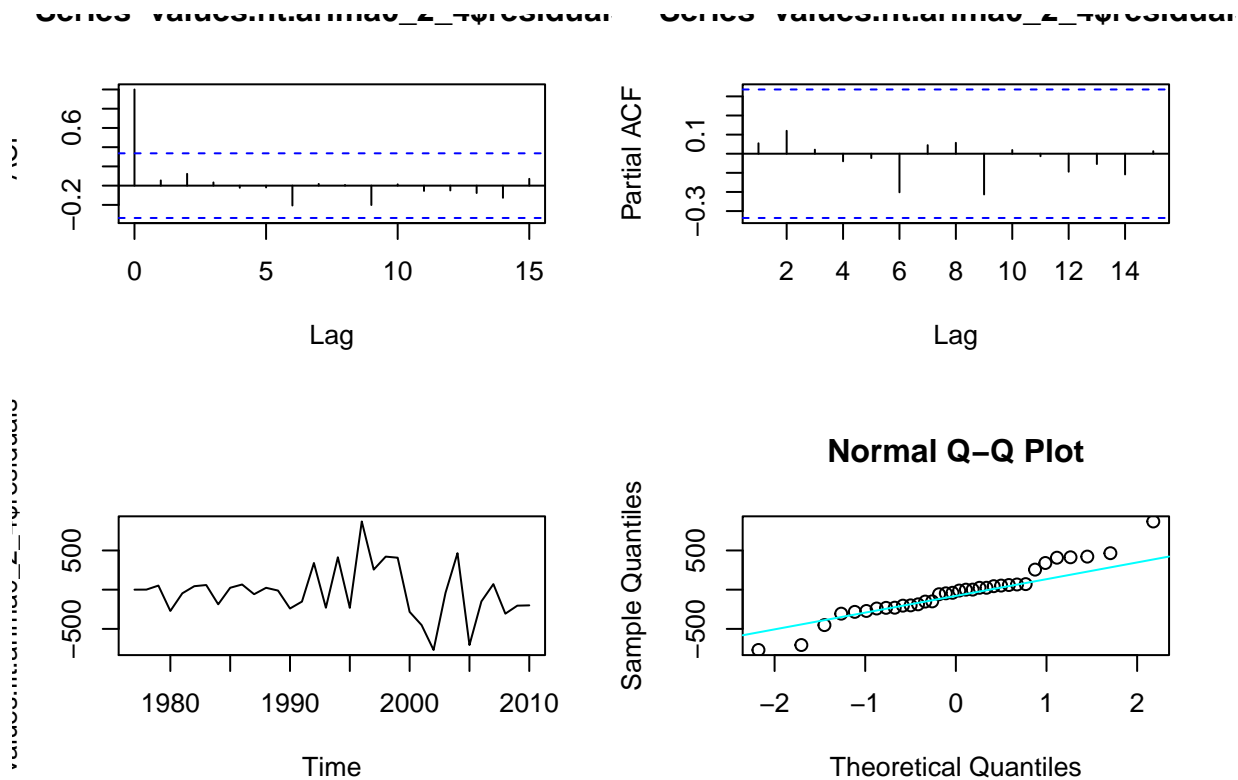 0.6
−0.2
0 5 10 15
Lag
Partial ACF
0.1
−0.3
2 4 6 8 10 12 14
Lag
500
−500
1980 1990 2000 2010
Time
Normal Q−Q Plot
Sample Quantiles
500
−500
−2 −1 0 1 2
Theoretical Quantiles